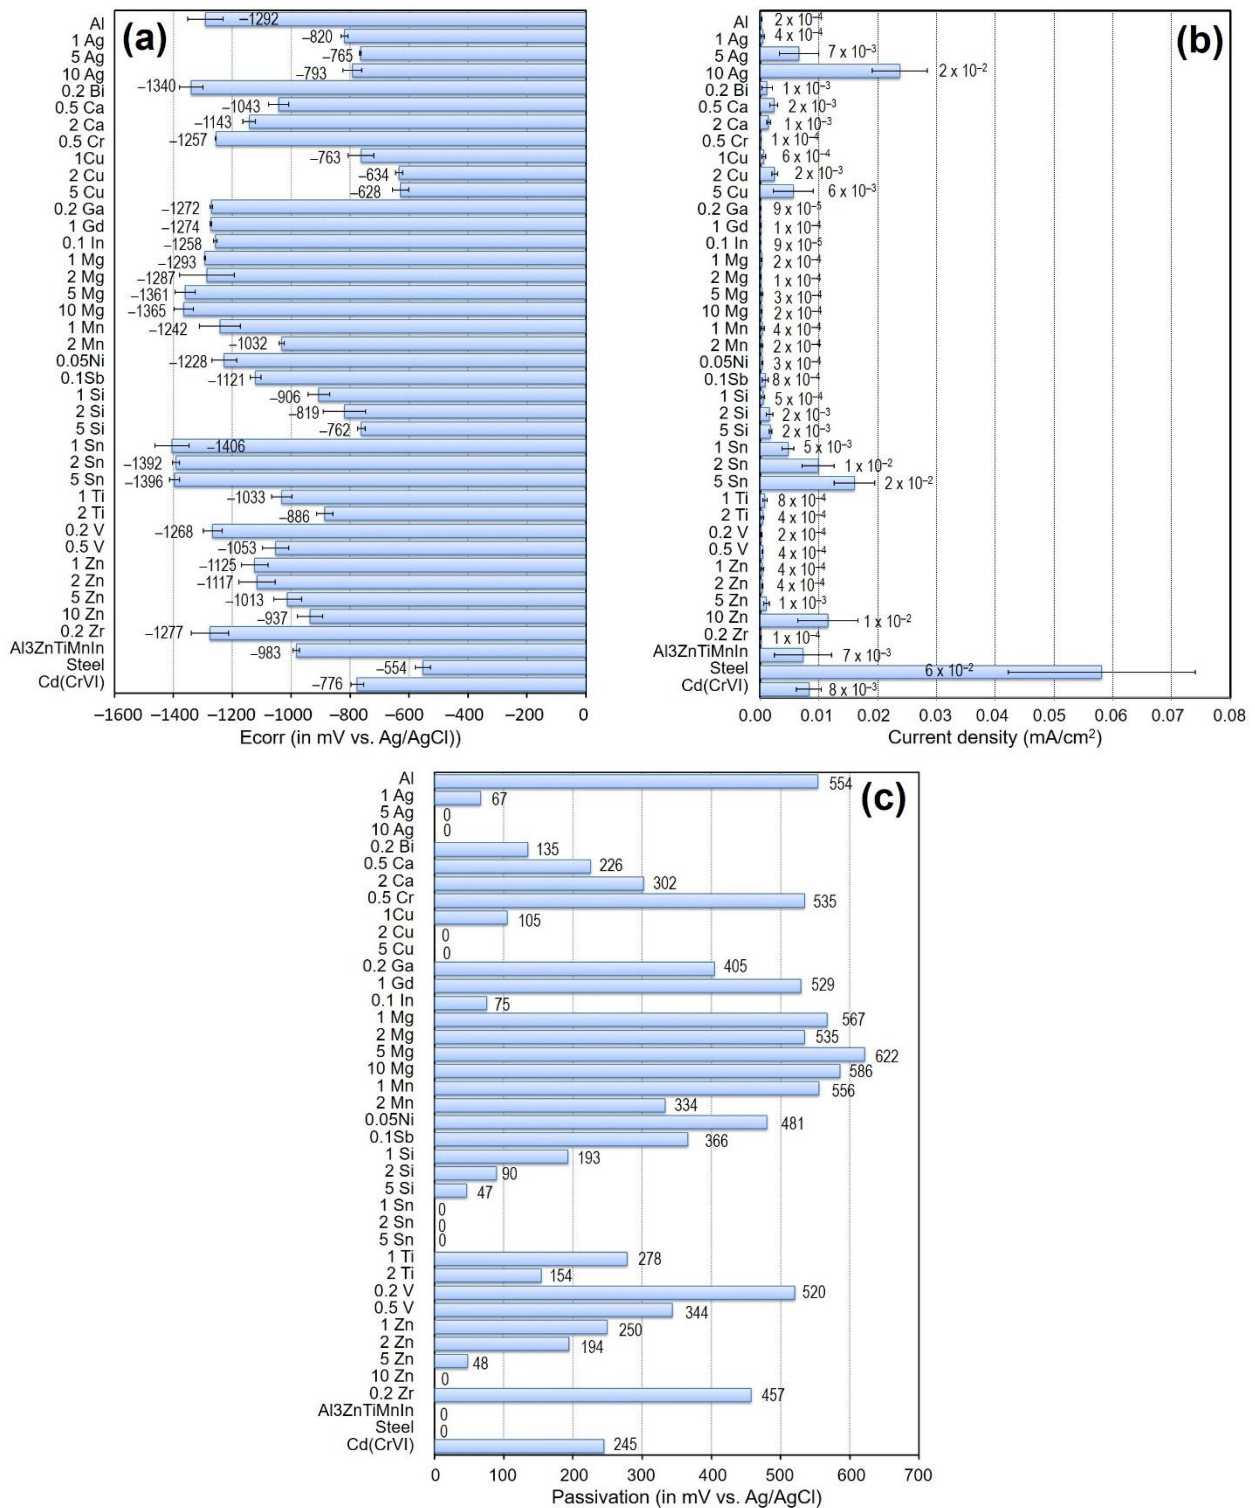 (a)
Al −1292
1 Ag −820
5 Ag −765
10 Ag −793
0.2 Bi −1340
0.5 Ca −1043
2 Ca −1143
0.5 Cr −1257
1Cu −763
2 Cu −634
5 Cu −628
0.2 Ga −1272
1 Gd −1274
0.1 In −1258
1 Mg −1293
2 Mg −1287
5 Mg −1361
10 Mg −1365
1 Mn −1242
2 Mn −1032
0.05Ni −1228
0.1Sb −1121
1 Si −906
2 Si −819
5 Si −762
1 Sn −1406
2 Sn −1392
5 Sn −1396
1 Ti −1033
2 Ti −886
0.2 V −1268
0.5 V −1053
1 Zn −1125
2 Zn −1117
5 Zn −1013
10 Zn −937
0.2 Zr −1277
Al3ZnTiMnIn −983
Steel −554
Cd(CrVI) −776
−1600 −1400 −1200 −1000 −800 −600 −400 −200 0
Ecorr (in mV vs. Ag/AgCl))
(b)
Al 2 x 10⁻⁴
1 Ag 4 x 10⁻⁴
5 Ag 7 x 10⁻³
10 Ag 2 x 10⁻²
0.2 Bi 1 x 10⁻³
0.5 Ca 2 x 10⁻³
2 Ca 1 x 10⁻³
0.5 Cr 1 x 10⁻⁴
1Cu 6 x 10⁻⁴
2 Cu 2 x 10⁻³
5 Cu 6 x 10⁻³
0.2 Ga 9 x 10⁻⁵
1 Gd 1 x 10⁻⁴
0.1 In 9 x 10⁻⁵
1 Mg 2 x 10⁻⁴
2 Mg 1 x 10⁻⁴
5 Mg 3 x 10⁻⁴
10 Mg 2 x 10⁻⁴
1 Mn 4 x 10⁻⁴
2 Mn 2 x 10⁻⁴
0.05Ni 3 x 10⁻⁴
0.1Sb 8 x 10⁻⁴
1 Si 5 x 10⁻⁴
2 Si 2 x 10⁻³
5 Si 2 x 10⁻³
1 Sn 5 x 10⁻³
2 Sn 1 x 10⁻²
5 Sn 2 x 10⁻²
1 Ti 8 x 10⁻⁴
2 Ti 4 x 10⁻⁴
0.2 V 2 x 10⁻⁴
0.5 V 4 x 10⁻⁴
1 Zn 4 x 10⁻⁴
2 Zn 4 x 10⁻⁴
5 Zn 1 x 10⁻³
10 Zn 1 x 10⁻²
0.2 Zr 1 x 10⁻⁴
Al3ZnTiMnIn 7 x 10⁻³
Steel 6 x 10⁻²
Cd(CrVI) 8 x 10⁻³
0.00 0.01 0.02 0.03 0.04 0.05 0.06 0.07 0.08
Current density (mA/cm²)
(c)
Al 554
1 Ag 67
5 Ag 0
10 Ag 0
0.2 Bi 135
0.5 Ca 226
2 Ca 302
0.5 Cr 535
1Cu 105
2 Cu 0
5 Cu 0
0.2 Ga 405
1 Gd 529
0.1 In 75
1 Mg 567
2 Mg 535
5 Mg 622
10 Mg 586
1 Mn 556
2 Mn 334
0.05Ni 481
0.1Sb 366
1 Si 193
2 Si 90
5 Si 47
1 Sn 0
2 Sn 0
5 Sn 0
1 Ti 278
2 Ti 154
0.2 V 520
0.5 V 344
1 Zn 250
2 Zn 194
5 Zn 48
10 Zn 0
0.2 Zr 457
Al3ZnTiMnIn 0
Steel 0
Cd(CrVI) 245
0 100 200 300 400 500 600 700
Passivation (in mV vs. Ag/AgCl)